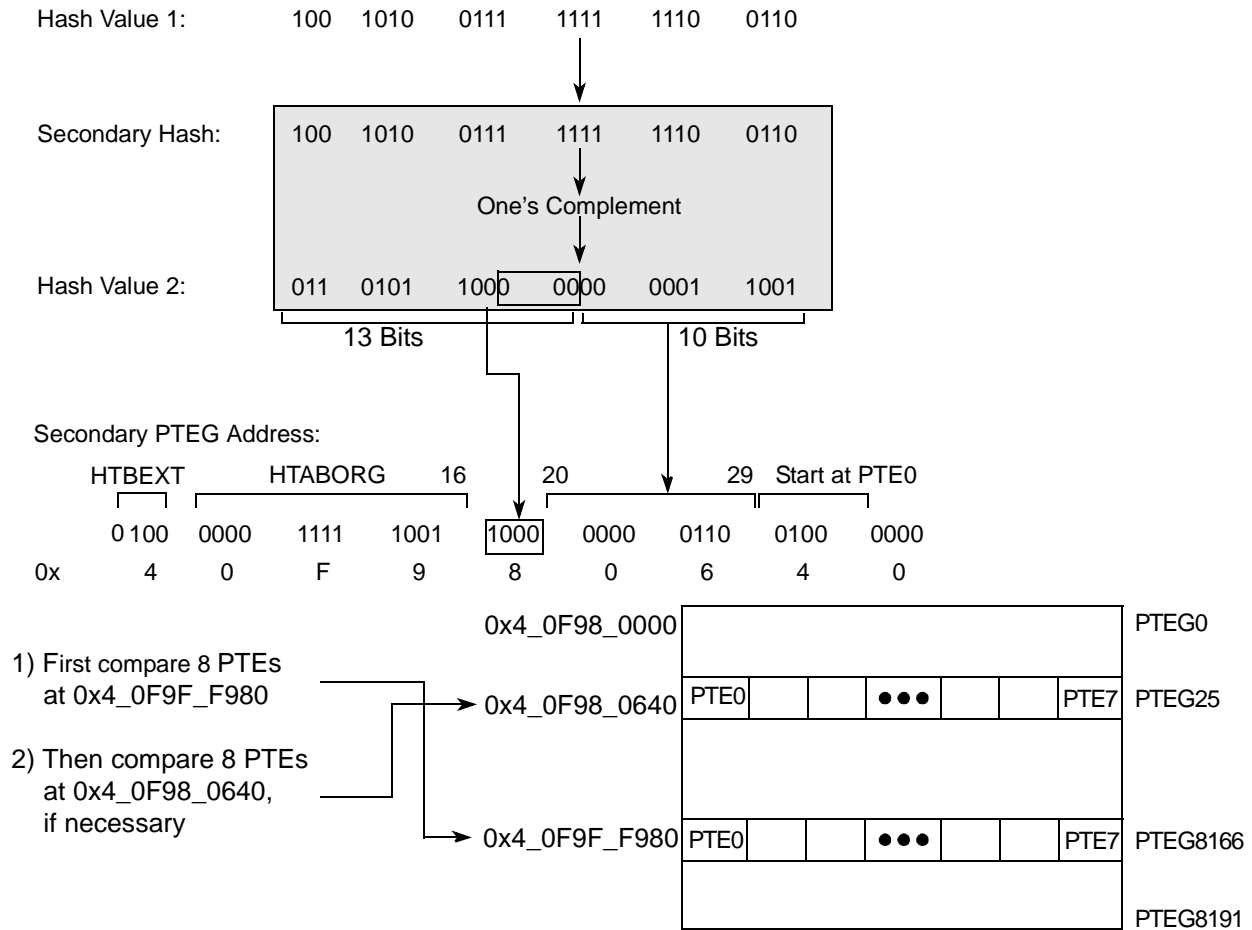 Hash Value 1: 100 1010 0111 1111 1110 0110
Secondary Hash: 100 1010 0111 1111 1110 0110
One's Complement
Hash Value 2: 011 0101 1000 0000 0001 1001
13 Bits 10 Bits
Secondary PTEG Address:
HTBEXT HTABORG 16 20 29 Start at PTE0
0 100 0000 1111 1001 1000 0000 0110 0100 0000
0x 4 0 F 9 8 0 6 4 0
0x4_0F98_0000 PTEG0
1) First compare 8 PTEs
at 0x4_0F9F_F980
0x4_0F98_0640 PTE0 ●●● PTE7 PTEG25
2) Then compare 8 PTEs
at 0x4_0F98_0640,
if necessary
0x4_0F9F_F980 PTE0 ●●● PTE7 PTEG8166
PTEG8191